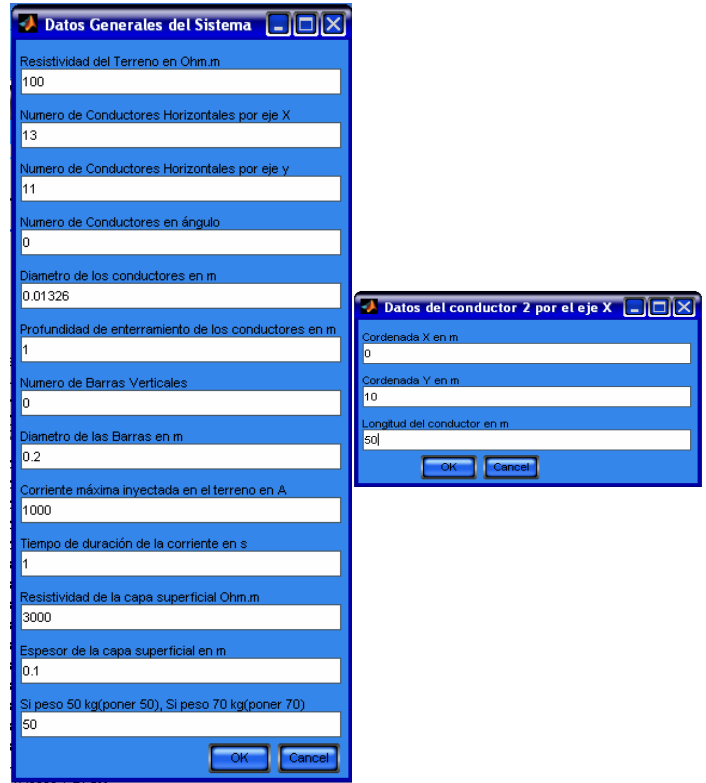 Datos Generales del Sistema
Resistividad del Terreno en Ohm.m
100
Numero de Conductores Horizontales por eje X
13
Numero de Conductores Horizontales por eje y
11
Numero de Conductores en ángulo
0
Diametro de los conductores en m
0.01326
Profundidad de enterramiento de los conductores en m
1
Numero de Barras Verticales
0
Diametro de las Barras en m
0.2
Corriente máxima inyectada en el terreno en A
1000
Tiempo de duración de la corriente en s
1
Resistividad de la capa superficial Ohm.m
3000
Espesor de la capa superficial en m
0.1
Si peso 50 kg(poner 50), Si peso 70 kg(poner 70)
50
OK Cancel
Datos del conductor 2 por el eje X
Cordenada X en m
0
Cordenada Y en m
10
Longitud del conductor en m
50
OK Cancel